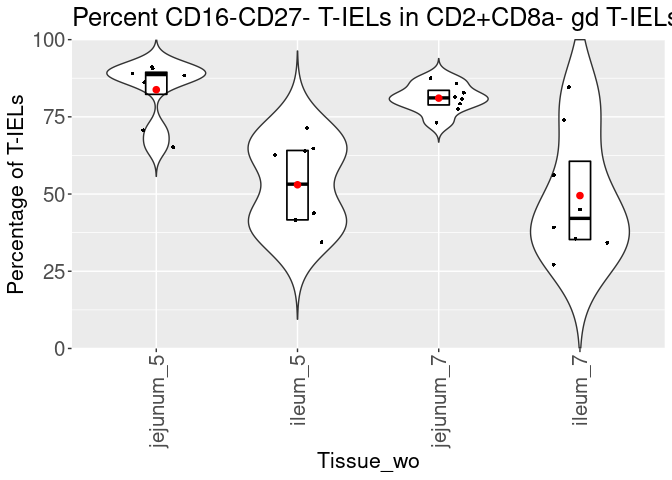 Percent CD16-CD27- T-IELs in CD2+CD8a- gd T-IELs
Percentage of T-IELs
100
75
50
25
0
jejunum_5
ileum_5
jejunum_7
ileum_7
Tissue_wo